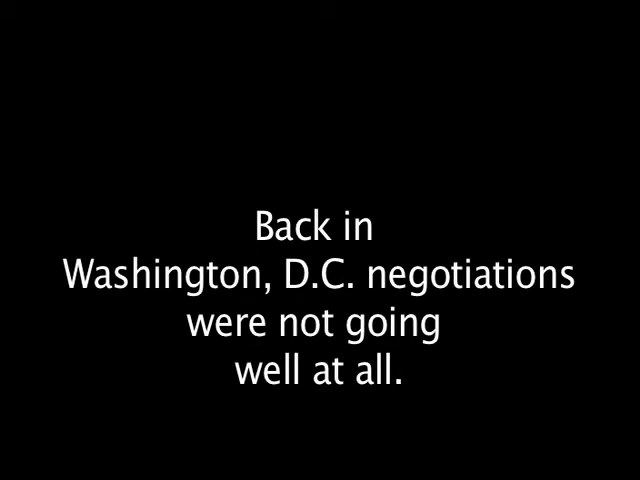 Back in
Washington, D.C. negotiations
were not going
well at all.